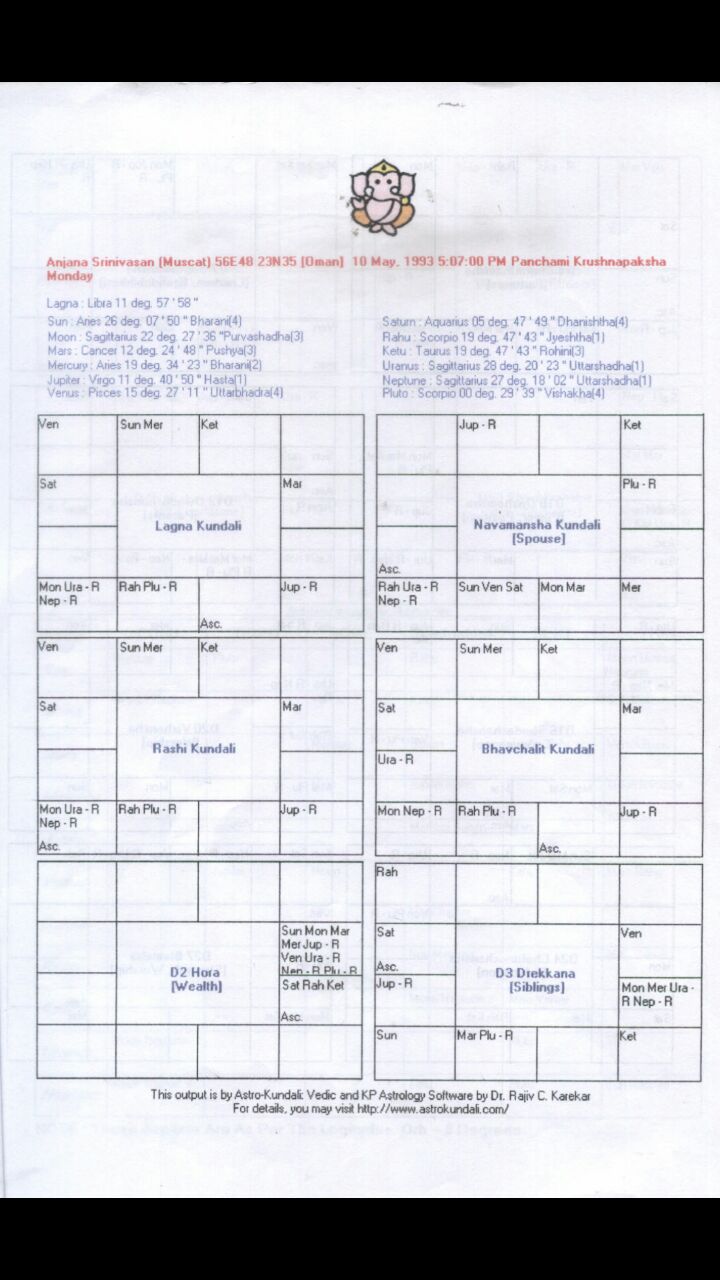 Anjana Srinivasan (Muscat) 56E48 23N35 [Oman] 10 May. 1993 5:07:00 PM Panchami Krushnapaksha
Monday
Lagna : Libra 11 deg. 57 ' 58 "
Sun : Aries 26 deg. 07 ' 50 " Bharani(4)
Moon : Sagittarius 22 deg. 27 ' 36 "Purvashadha(3)
Mars : Cancer 12 deg. 24 ' 48 " Pushya(3)
Mercury : Aries 19 deg. 34 ' 23 " Bharani(2)
Jupiter : Virgo 11 deg. 40 ' 50 " Hasta(1)
Venus : Pisces 15 deg. 27 ' 11 " Uttarbhadra(4)
Saturn : Aquarius 05 deg. 47 ' 49 " Dhanishtha(4)
Rahu : Scorpio 19 deg. 47 ' 43 " Jyeshtha(1)
Ketu : Taurus 19 deg. 47 ' 43 " Rohini(3)
Uranus : Sagittarius 28 deg. 20 ' 23 " Uttarshadha(1)
Neptune : Sagittarius 27 deg. 18 ' 02 " Uttarshadha(1)
Pluto : Scorpio 00 deg. 29 ' 39 " Vishakha(4)
Ven
Sun Mer
Ket
Sat
Mar
Lagna Kundali
Mon Ura - R
Nep - R
Rah Plu - R
Asc.
Jup - R
Jup - R
Ket
Plu - R
Navamansha Kundali
[Spouse]
Asc.
Rah Ura - R
Nep - R
Sun Ven Sat
Mon Mar
Mer
Ven
Sun Mer
Ket
Sat
Mar
Rashi Kundali
Mon Ura - R
Nep - R
Asc.
Rah Plu - R
Jup - R
Ven
Sun Mer
Ket
Sat
Mar
Bhavchalit Kundali
Ura - R
Mon Nep - R
Rah Plu - R
Asc.
Jup - R
Sun Mon Mar
Mer Jup - R
Ven Ura - R
Nep - R Plu - R
D2 Hora
[Wealth]
Sat Rah Ket
Asc.
Rah
Sat
Asc.
Ven
D3 Drekkana
[Siblings]
Jup - R
Mon Mer Ura -
R Nep - R
Sun
Mar Plu - R
Ket
This output is by Astro-Kundali: Vedic and KP Astrology Software by Dr. Rajiv C. Karekar
For details, you may visit http://www.astrokundali.com/